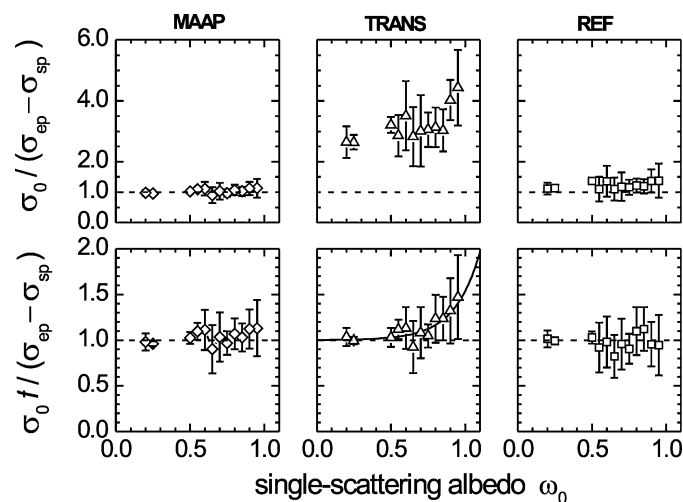 MAAP TRANS REF
σ₀ / (σₑₚ – σₛₚ)
6.0
4.0
2.0
1.0
0.0
σ₀ f / (σₑₚ – σₛₚ)
2.0
1.5
1.0
0.5
0.0
0.0 0.5 1.0 0.0 0.5 1.0 0.0 0.5 1.0
single-scattering albedo ω₀